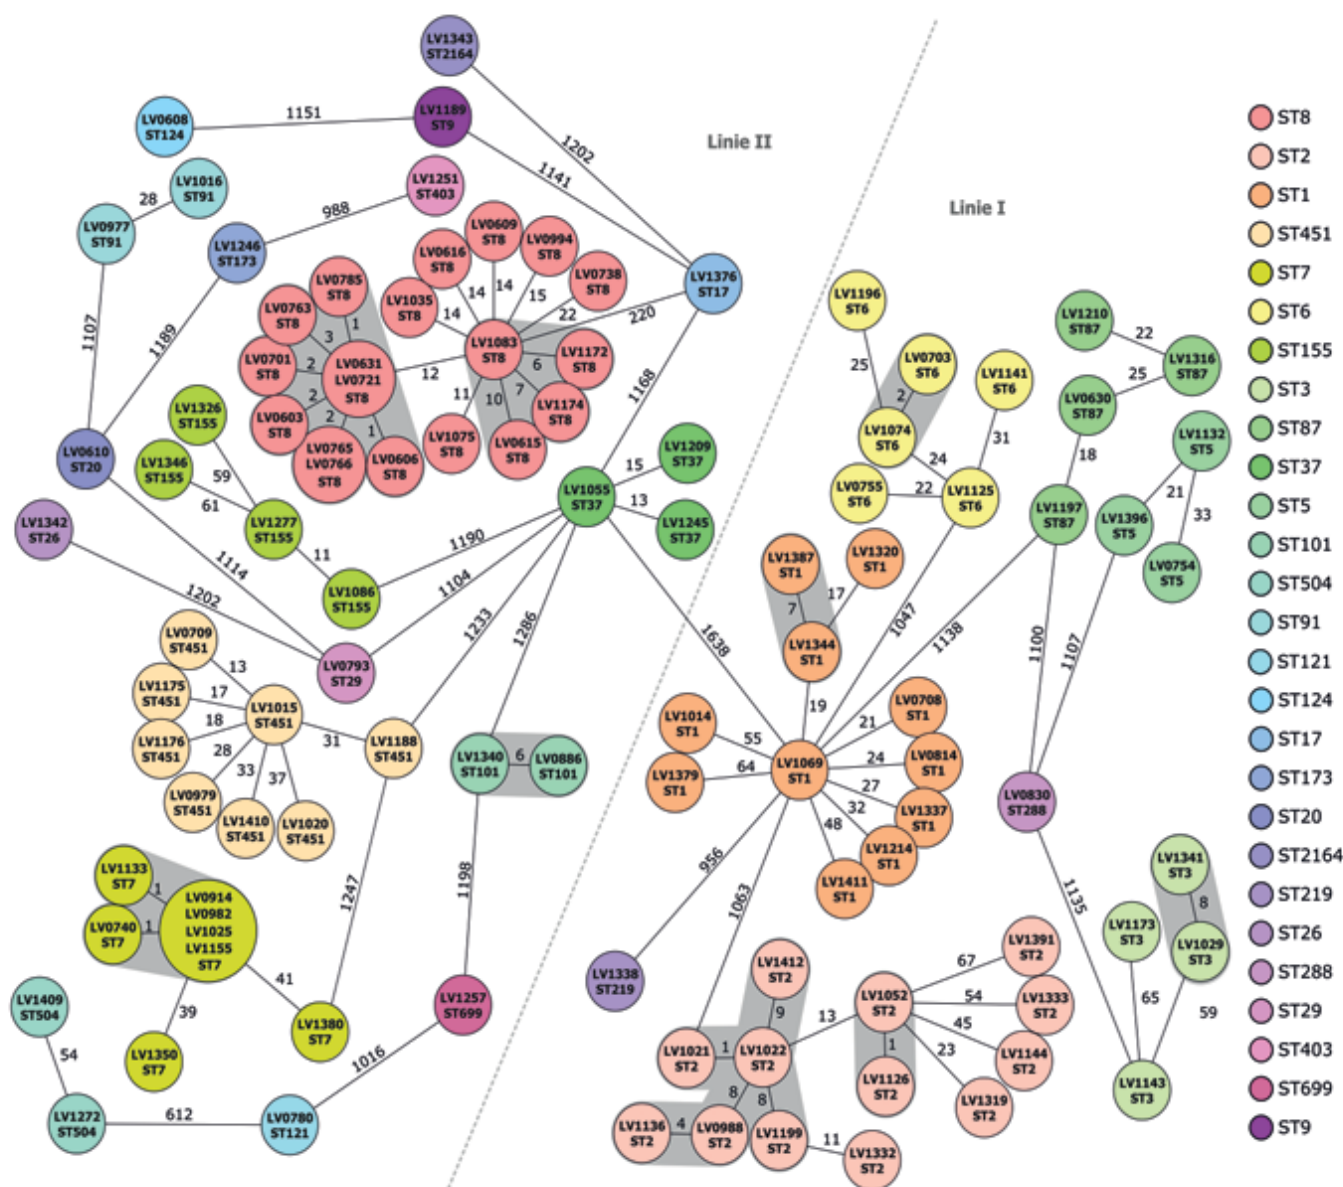 LV1343
ST2164
LV0608
ST124
1151
LV1189
ST9
1202
1141
Linie II
Linie I
LV1016
ST91
28
LV0977
ST91
LV1251
ST403
988
LV1246
ST173
1107
1189
LV0609
ST8
LV0994
ST8
LV0616
ST8
LV0738
ST8
LV1035
ST8
14
14
14
15
22
220
LV1376
ST17
LV0785
ST8
LV0763
ST8
LV0701
ST8
LV0603
ST8
1
3
2
2
2
1
LV0631
LV0721
ST8
LV0765
LV0766
ST8
LV0606
ST8
12
LV1083
ST8
LV1172
ST8
LV1174
ST8
LV0615
ST8
LV1075
ST8
6
7
10
11
1168
LV0610
ST20
LV1326
ST155
LV1346
ST155
59
61
LV1277
ST155
11
LV1086
ST155
LV1342
ST26
1202
1114
1190
1104
LV1055
ST37
15
LV1209
ST37
13
LV1245
ST37
1233
1286
1638
LV0793
ST29
LV0709
ST451
LV1175
ST451
LV1176
ST451
LV0979
ST451
LV1410
ST451
LV1020
ST451
13
17
18
28
33
37
LV1015
ST451
31
LV1188
ST451
LV1340
ST101
6
LV0886
ST101
1247
1198
LV1133
ST7
LV0740
ST7
1
1
LV0914
LV0982
LV1025
LV1155
ST7
39
41
LV1350
ST7
LV1380
ST7
LV1409
ST504
54
LV1272
ST504
612
LV0780
ST121
1016
LV1257
ST699
LV1196
ST6
25
LV0703
ST6
2
LV1074
ST6
LV1141
ST6
31
24
22
LV0755
ST6
LV1125
ST6
1047
LV1210
ST87
22
LV1316
ST87
25
LV0630
ST87
18
LV1197
ST87
1138
1100
LV1132
ST5
21
33
LV1396
ST5
LV0754
ST5
1107
LV1387
ST1
7
LV1320
ST1
17
LV1344
ST1
19
LV1014
ST1
55
LV1379
ST1
64
LV1069
ST1
LV0708
ST1
21
LV0814
ST1
24
LV1337
ST1
27
LV1214
ST1
32
LV1411
ST1
48
956
1063
LV0830
ST288
1135
LV1341
ST3
8
LV1029
ST3
LV1173
ST3
65
59
LV1143
ST3
LV1338
ST219
LV1412
ST2
9
LV1021
ST2
1
LV1022
ST2
13
8
8
LV1136
ST2
4
LV0988
ST2
LV1199
ST2
11
LV1332
ST2
LV1052
ST2
1
LV1126
ST2
67
LV1391
ST2
54
LV1333
ST2
45
LV1144
ST2
23
LV1319
ST2
ST8
ST2
ST1
ST451
ST7
ST6
ST155
ST3
ST87
ST37
ST5
ST101
ST504
ST91
ST121
ST124
ST17
ST173
ST20
ST2164
ST219
ST26
ST288
ST29
ST403
ST699
ST9